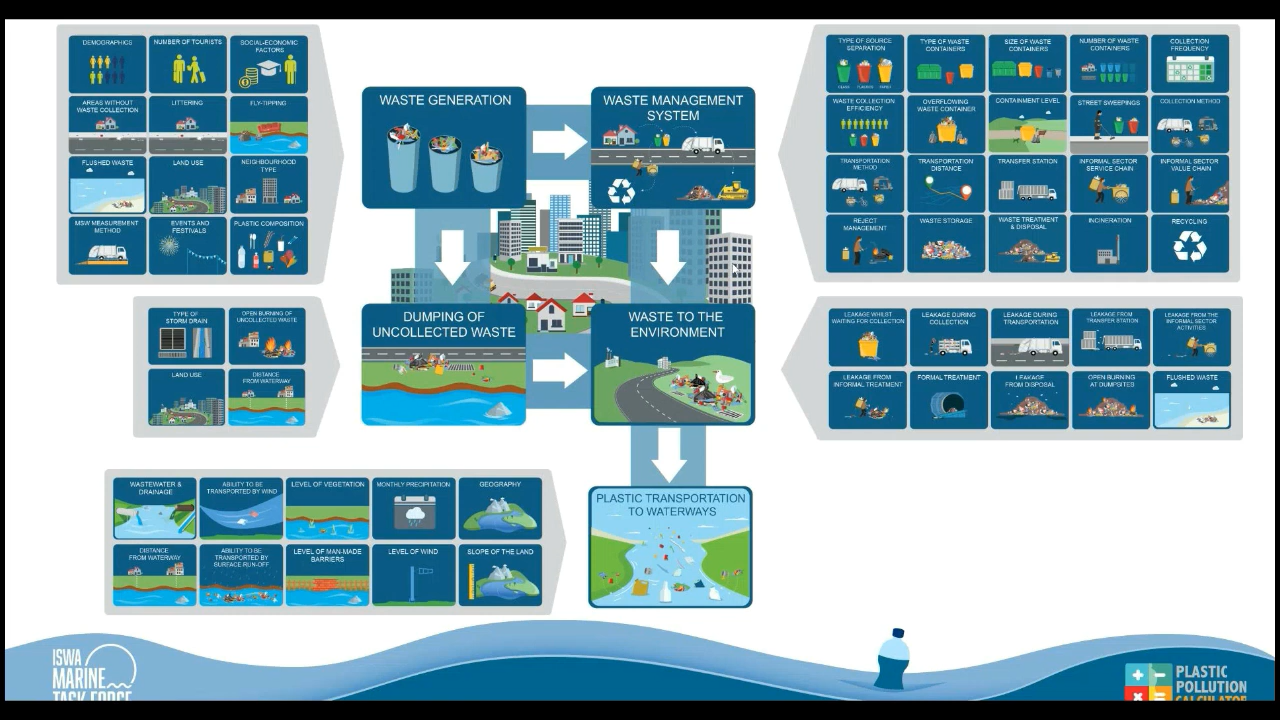 DEMOGRAPHICS
NUMBER OF TOURISTS
SOCIAL-ECONOMIC
FACTORS
AREAS WITHOUT
WASTE COLLECTION
LITTERING
FLY-TIPPING
FLUSHED WASTE
LAND USE
NEIGHBOURHOOD
TYPE
MSW MEASUREMENT
METHOD
EVENTS AND
FESTIVALS
PLASTIC COMPOSITION
WASTE GENERATION
WASTE MANAGEMENT
SYSTEM
TYPE OF SOURCE
SEPARATION
TYPE OF WASTE
CONTAINERS
SIZE OF WASTE
CONTAINERS
NUMBER OF WASTE
CONTAINERS
COLLECTION
FREQUENCY
WASTE COLLECTION
EFFICIENCY
OVERFLOWING
WASTE CONTAINER
CONTAINMENT LEVEL
STREET SWEEPINGS
COLLECTION METHOD
TRANSPORTATION
METHOD
TRANSPORTATION
DISTANCE
TRANSFER STATION
INFORMAL SECTOR
SERVICE CHAIN
INFORMAL SECTOR
VALUE CHAIN
REJECT
MANAGEMENT
WASTE STORAGE
WASTE TREATMENT
& DISPOSAL
INCINERATION
RECYCLING
TYPE OF
STORM DRAIN
OPEN BURNING OF
UNCOLLECTED WASTE
LAND USE
DISTANCE
FROM WATERWAY
DUMPING OF
UNCOLLECTED WASTE
WASTE TO THE
ENVIRONMENT
LEAKAGE WHILST
WAITING FOR COLLECTION
LEAKAGE DURING
COLLECTION
LEAKAGE DURING
TRANSPORTATION
LEAKAGE FROM
TRANSFER STATION
LEAKAGE FROM THE
INFORMAL SECTOR
ACTIVITIES
LEAKAGE FROM
INFORMAL TREATMENT
FORMAL TREATMENT
LEAKAGE
FROM DISPOSAL
OPEN BURNING
AT DUMPSITES
FLUSHED WASTE
WASTEWATER &
DRAINAGE
ABILITY TO BE
TRANSPORTED BY WIND
LEVEL OF VEGETATION
MONTHLY PRECIPITATION
GEOGRAPHY
DISTANCE
FROM WATERWAY
ABILITY TO BE
TRANSPORTED BY
SURFACE RUN-OFF
LEVEL OF MAN-MADE
BARRIERS
LEVEL OF WIND
SLOPE OF THE LAND
PLASTIC TRANSPORTATION
TO WATERWAYS
ISWA
MARINE
TASK FORCE
PLASTIC
POLLUTION
CALCULATOR